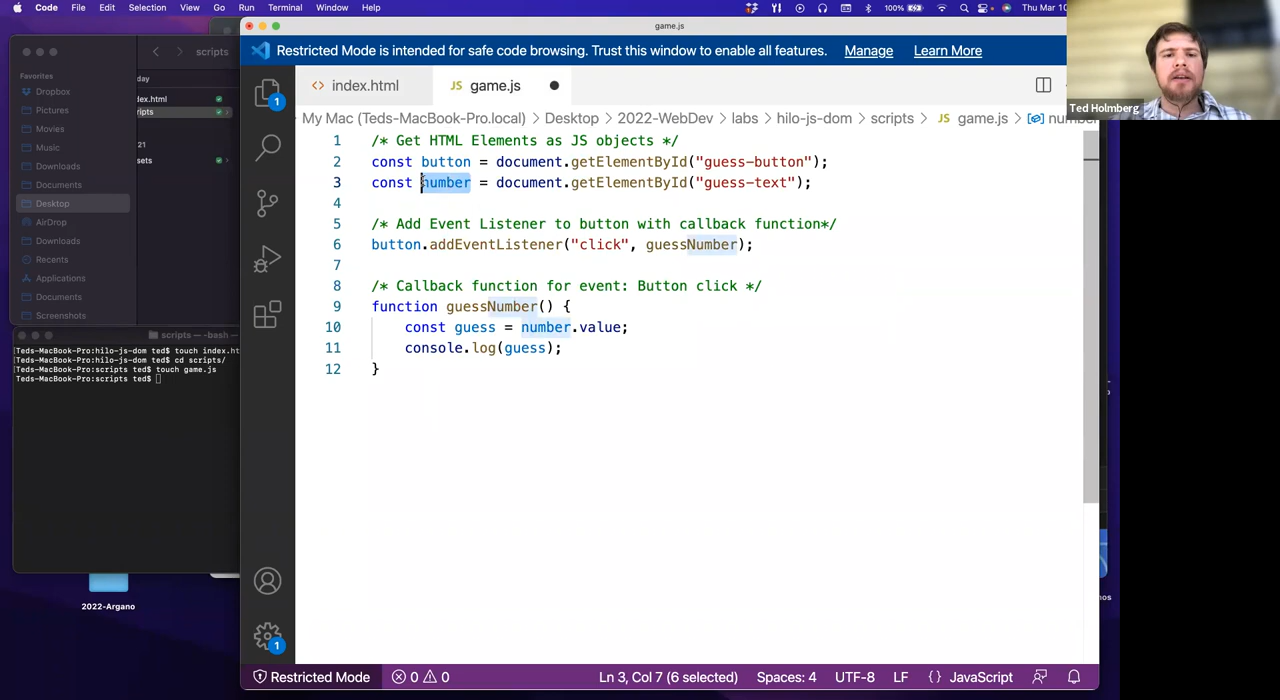 Code File Edit Selection View Go Run Terminal Window Help
100%
Thu Mar 10
game.js
Restricted Mode is intended for safe code browsing. Trust this window to enable all features. Manage Learn More
Ted Holmberg
scripts
Favorites
Dropbox
Pictures
Movies
Music
Downloads
Documents
Desktop
AirDrop
Downloads
Recents
Applications
Documents
Screenshots
day
dex.html
ripts
21
sets
index.html
JS game.js
My Mac (Teds-MacBook-Pro.local) > Desktop > 2022-WebDev > labs > hilo-js-dom > scripts > JS game.js > number
1 /* Get HTML Elements as JS objects */
2 const button = document.getElementById("guess-button");
3 const number = document.getElementById("guess-text");
4
5 /* Add Event Listener to button with callback function*/
6 button.addEventListener("click", guessNumber);
7
8 /* Callback function for event: Button click */
9 function guessNumber() {
10 const guess = number.value;
11 console.log(guess);
12 }
scripts — -bash —
Teds-MacBook-Pro:hilo-js-dom ted$ touch index.ht
Teds-MacBook-Pro:hilo-js-dom ted$ cd scripts/
Teds-MacBook-Pro:scripts ted$ touch game.js
Teds-MacBook-Pro:scripts ted$
1
1
2022-Argano
Restricted Mode 0 0 Ln 3, Col 7 (6 selected) Spaces: 4 UTF-8 LF {} JavaScript